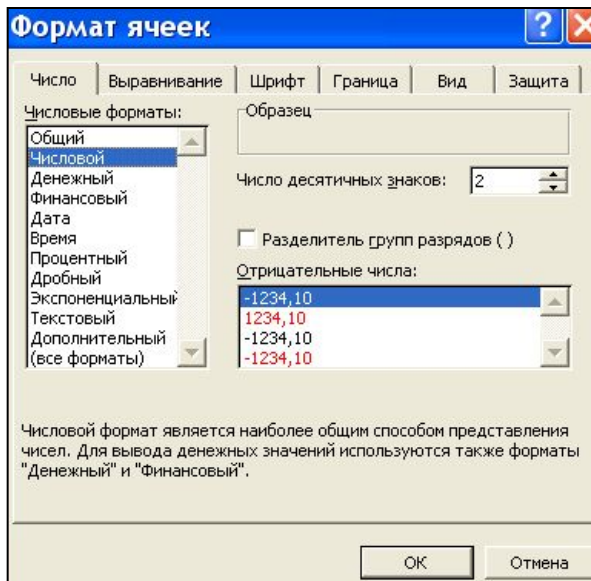 Формат ячеек
Число
Выравнивание
Шрифт
Граница
Вид
Защита
Числовые форматы:
Общий
Числовой
Денежный
Финансовый
Дата
Время
Процентный
Дробный
Экспоненциальный
Текстовый
Дополнительный
(все форматы)
Образец
Число десятичных знаков: 2
Разделитель групп разрядов ( )
Отрицательные числа:
-1234,10
1234,10
-1234,10
-1234,10
Числовой формат является наиболее общим способом представления
чисел. Для вывода денежных значений используются также форматы
"Денежный" и "Финансовый".
ОК
Отмена